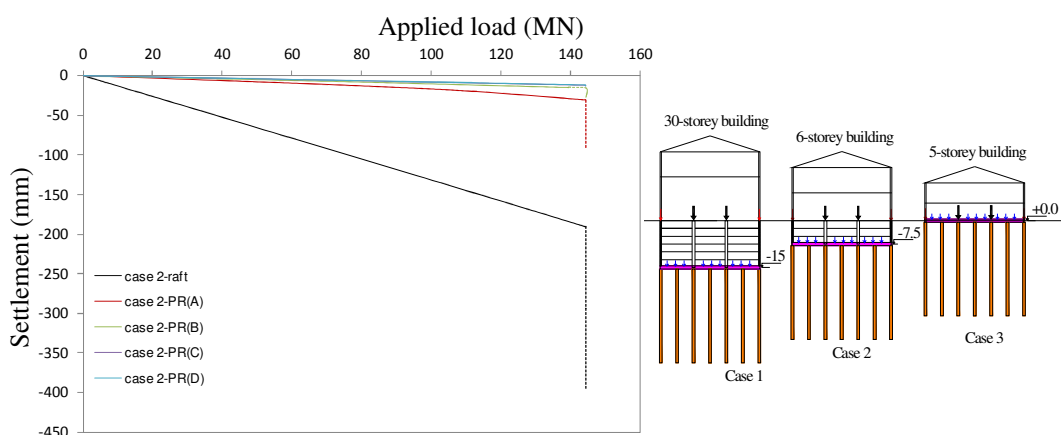 Applied load (MN)
0 20 40 60 80 100 120 140 160
0
-50
-100
-150
-200
-250
-300
-350
-400
-450
Settlement (mm)
case 2-raft
case 2-PR(A)
case 2-PR(B)
case 2-PR(C)
case 2-PR(D)
30-storey building
6-storey building
5-storey building
+0.0
-7.5
-15
Case 1
Case 2
Case 3